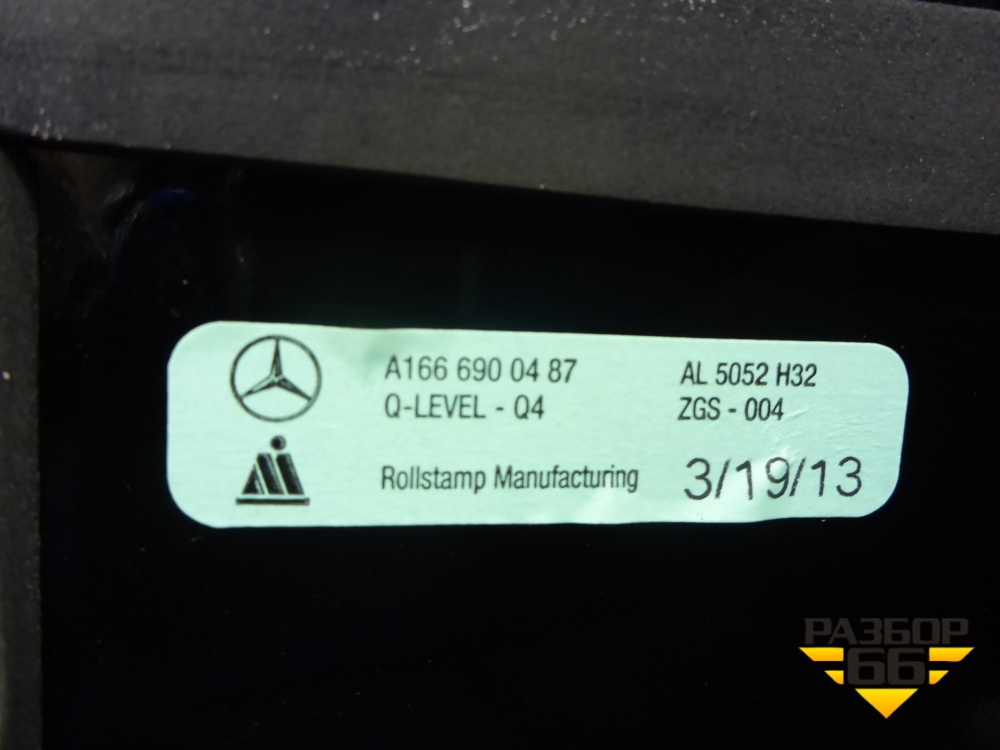 A166 690 04 87
AL 5052 H32
Q-LEVEL - Q4
ZGS - 004
Rollstamp Manufacturing
3/19/13
РАЗБОР
66